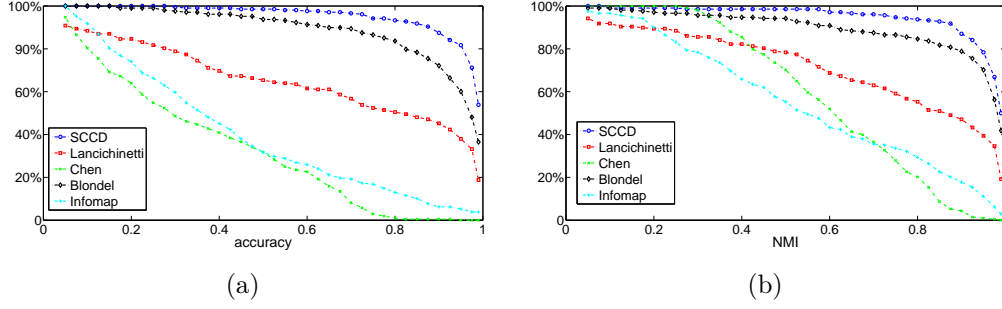 100%
80%
60%
40%
20%
0
0
0.2
0.4
0.6
0.8
1
accuracy
SCCD
Lancichinetti
Chen
Blondel
Infomap
(a)
100%
80%
60%
40%
20%
0
0
0.2
0.4
0.6
0.8
NMI
SCCD
Lancichinetti
Chen
Blondel
Infomap
(b)